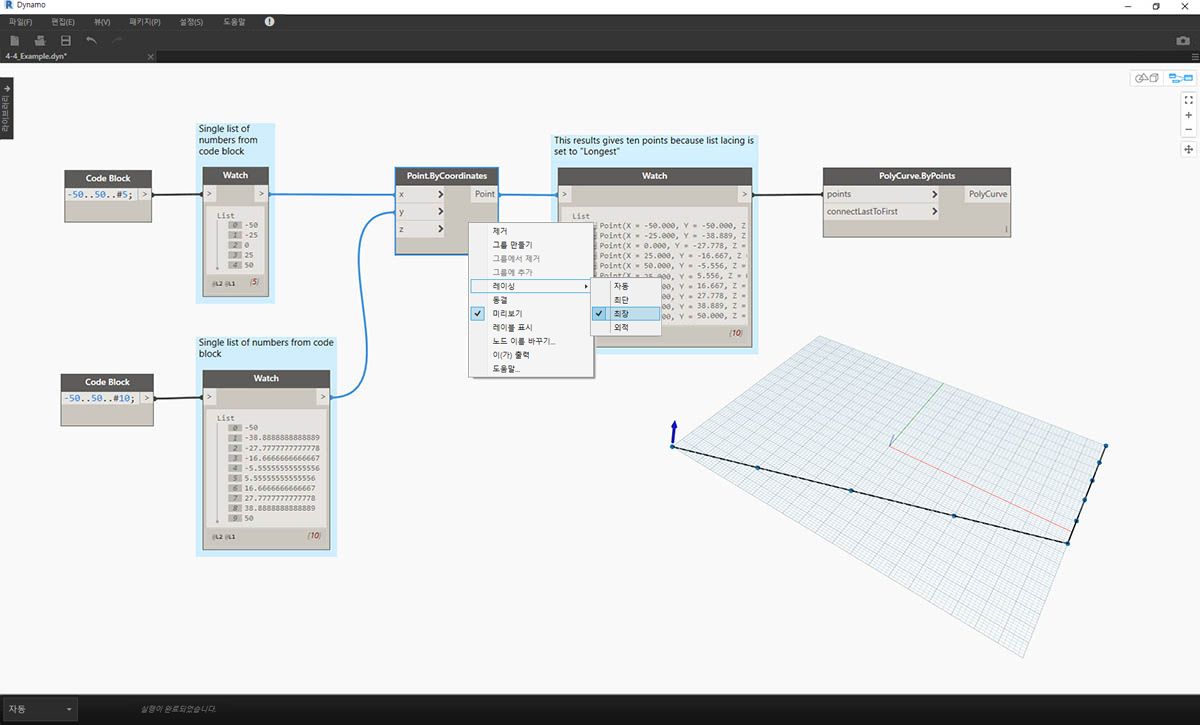 R Dynamo
파일(F) 편집(E) 뷰(V) 패키지(P) 설정(S) 도움말 !
4-4_Example.dyn*
라이브러리
Single list of
numbers from
code block
Code Block
-50..50..#5; >
Watch
> >
List
0 -50
1 -25
2 0
3 25
4 50
@L2 @L1 {5}
Point.ByCoordinates
x > Point
y >
z >
This results gives ten points because list lacing is
set to "Longest"
Watch
> >
List
Point(X = -50.000, Y = -50.000, Z
Point(X = -25.000, Y = -38.889, Z =
Point(X = 0.000, Y = -27.778, Z =
Point(X = 25.000, Y = -16.667, Z =
Point(X = 50.000, Y = -5.556, Z =
Point(X = 25.000, Y = 5.556, Z =
00, Y = 16.667, Z =
00, Y = 27.778, Z =
00, Y = 38.889, Z =
00, Y = 50.000, Z =
{10}
PolyCurve.ByPoints
points > PolyCurve
connectLastToFirst >
제거
그룹 만들기
그룹에서 제거
그룹에 추가
레이싱
동결
미리보기
레이블 표시
노드 이름 바꾸기...
이(가) 출력
도움말...
자동
최단
최장
외적
Single list of numbers from code
block
Code Block
-50..50..#10; >
Watch
> >
List
0 -50
1 -38.8888888888889
2 -27.7777777777778
3 -16.6666666666667
4 -5.55555555555556
5 5.55555555555556
6 16.6666666666667
7 27.7777777777778
8 38.8888888888889
9 50
@L2 @L1 {10}
자동
실행이 완료되었습니다.